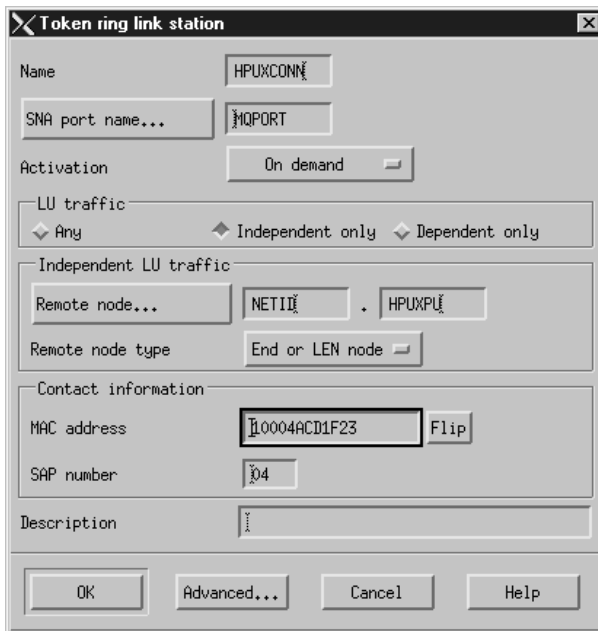 Token ring link station
Name HPUXCONN
SNA port name... MQPORT
Activation On demand
LU traffic
Any Independent only Dependent only
Independent LU traffic
Remote node... NETID . HPUXPU
Remote node type End or LEN node
Contact information
MAC address 10004ACD1F23 Flip
SAP number 04
Description
OK Advanced... Cancel Help